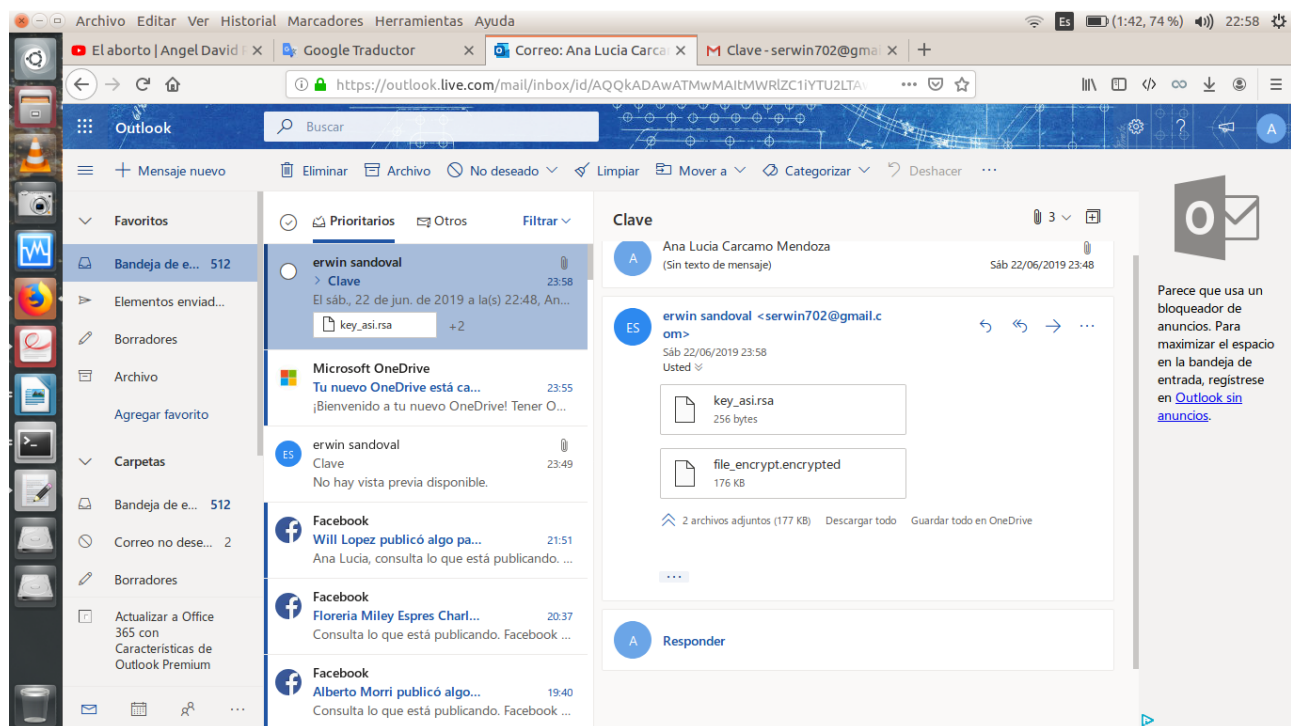 Archivo Editar Ver Historial Marcadores Herramientas Ayuda
Es (1:42, 74 %) 22:58
El aborto | Angel David
Google Traductor
Correo: Ana Lucia Carca
M Clave - serwin702@gmai
https://outlook.live.com/mail/inbox/id/AQQkADAwATMwMAItMWRlZC1iYTU2LTA
Outlook
Buscar
A
Mensaje nuevo
Eliminar Archivo No deseado Limpiar Mover a Categorizar Deshacer ...
Favoritos
Bandeja de e... 512
Elementos enviad...
Borradores
Archivo
Agregar favorito
Carpetas
Bandeja de e... 512
Correo no dese... 2
Borradores
Actualizar a Office
365 con
Características de
Outlook Premium
Prioritarios Otros Filtrar
erwin sandoval
> Clave 23:58
El sáb., 22 de jun. de 2019 a la(s) 22:48, An...
key_asi.rsa +2
Microsoft OneDrive
Tu nuevo OneDrive está ca... 23:55
¡Bienvenido a tu nuevo OneDrive! Tener O...
ES
erwin sandoval
Clave 23:49
No hay vista previa disponible.
Facebook
Will Lopez publicó algo pa... 21:51
Ana Lucia, consulta lo que está publicando. ...
Facebook
Floreria Miley Espres Charl... 20:37
Consulta lo que está publicando. Facebook ...
Facebook
Alberto Morri publicó algo... 19:40
Consulta lo que está publicando. Facebook ...
Clave 3
A
Ana Lucia Carcamo Mendoza
(Sin texto de mensaje) Sáb 22/06/2019 23:48
ES
erwin sandoval <serwin702@gmail.c
om>
Sáb 22/06/2019 23:58
Usted
key_asi.rsa
256 bytes
file_encrypt.encrypted
176 KB
2 archivos adjuntos (177 KB) Descargar todo Guardar todo en OneDrive
...
A
Responder
Parece que usa un
bloqueador de
anuncios. Para
maximizar el espacio
en la bandeja de
entrada, regístrese
en Outlook sin
anuncios.